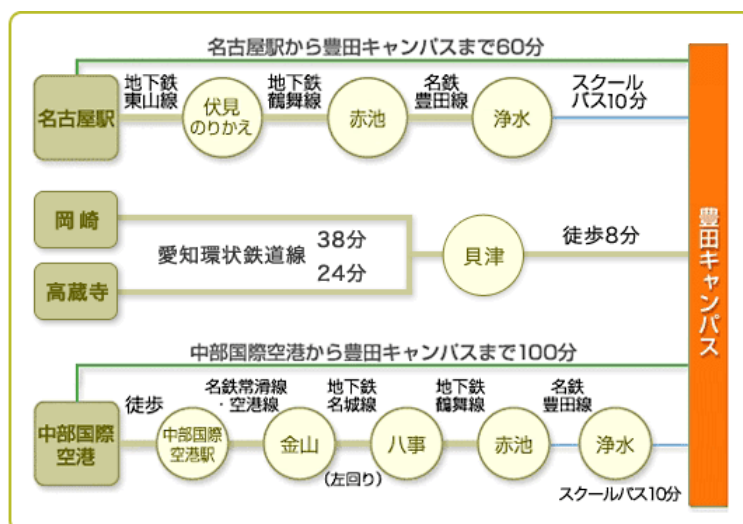 名古屋駅から豊田キャンパスまで60分
名古屋駅
地下鉄
東山線
伏見
のりかえ
地下鉄
鶴舞線
赤池
名鉄
豊田線
浄水
スクール
バス10分
岡崎
高蔵寺
愛知環状鉄道線
38分
24分
貝津
徒歩8分
豊田キャンパス
中部国際空港から豊田キャンパスまで100分
中部国際
空港
徒歩
中部国際
空港駅
名鉄常滑線
・空港線
金山
地下鉄
名城線
(左回り)
八事
地下鉄
鶴舞線
赤池
名鉄
豊田線
浄水
スクールバス10分